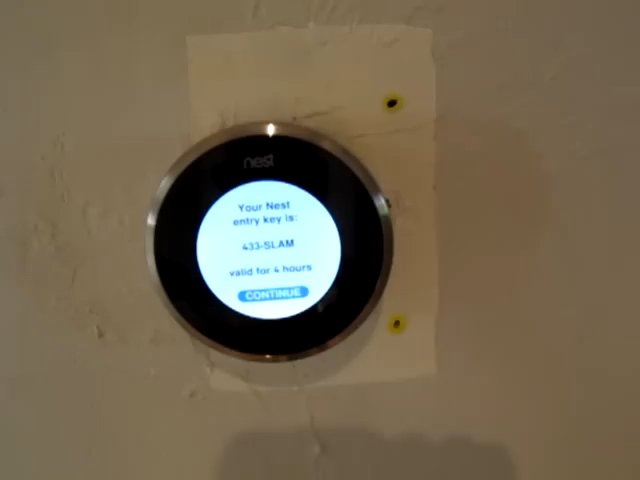 nest
Your Nest
entry key is:
433-SLAM
valid for 4 hours
CONTINUE